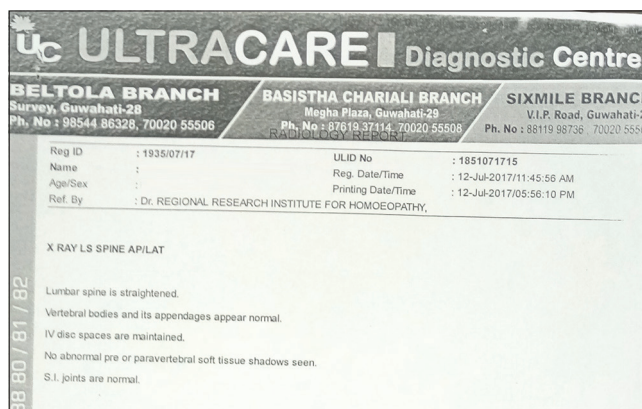 UC ULTRACARE Diagnostic Centre
BELTOLA BRANCH
Survey, Guwahati-28
Ph. No : 98544 86328, 70020 55506
BASISTHA CHARIALI BRANCH
Megha Plaza, Guwahati-29
Ph. No : 87619 37114, 70020 55508
SIXMILE BRANC
V.I.P. Road, Guwahati-
Ph. No : 88119 98736 , 70020 555
RADIOLOGY REPORT
Reg ID : 1935/07/17
Name :
Age/Sex :
Ref. By : Dr. REGIONAL RESEARCH INSTITUTE FOR HOMOEOPATHY,
ULID No : 1851071715
Reg. Date/Time : 12-Jul-2017/11:45:56 AM
Printing Date/Time : 12-Jul-2017/05:56:10 PM
X RAY LS SPINE AP/LAT
Lumbar spine is straightened.
Vertebral bodies and its appendages appear normal.
IV disc spaces are maintained.
No abnormal pre or paravertebral soft tissue shadows seen.
S.I. joints are normal.
80 / 81 / 82